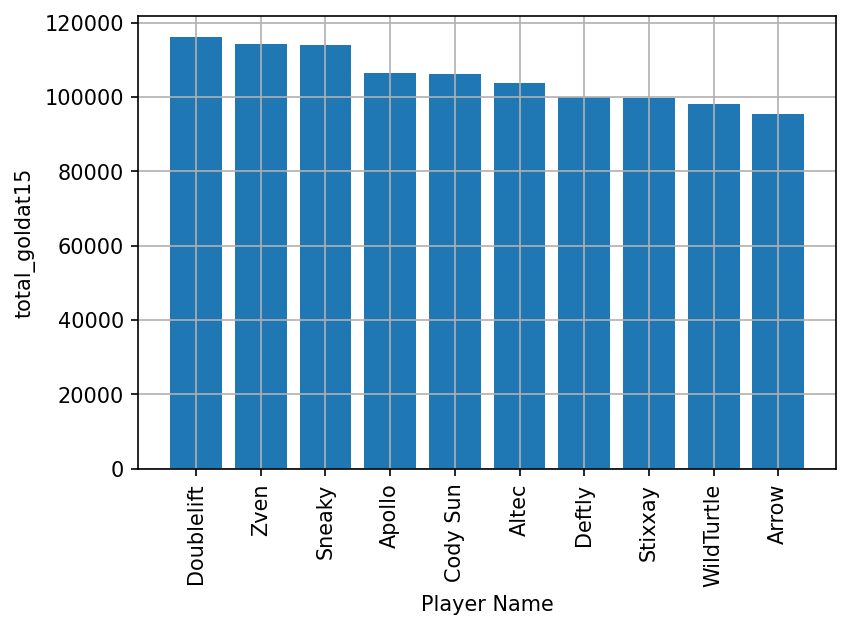 120000
100000
80000
60000
40000
20000
0
total_goldat15
Doublelift
Zven
Sneaky
Apollo
Cody Sun
Altec
Deftly
Stixxay
WildTurtle
Arrow
Player Name